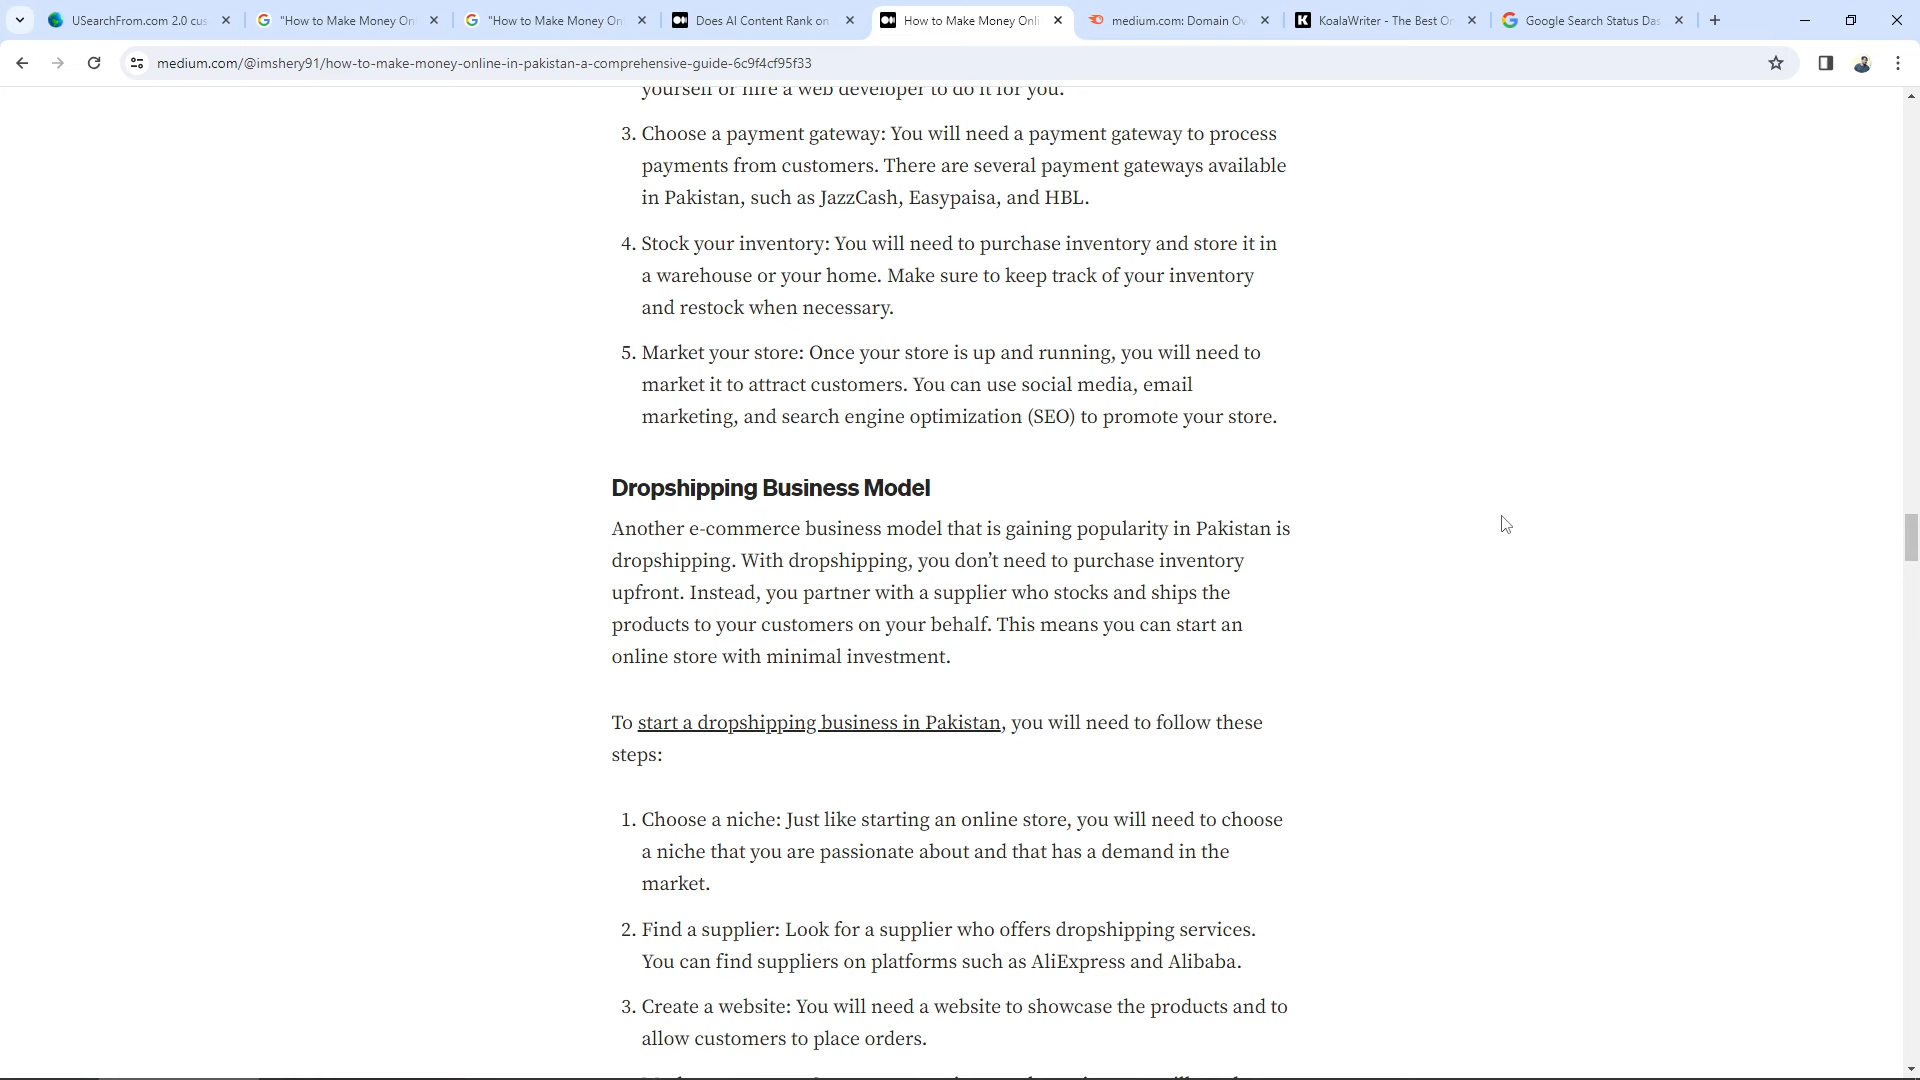 USearchFrom.com 2.0 cus
"How to Make Money Onl
"How to Make Money Onl
Does AI Content Rank on
How to Make Money Onli
medium.com: Domain Ov
KoalaWriter - The Best On
Google Search Status Das
medium.com/@imshery91/how-to-make-money-online-in-pakistan-a-comprehensive-guide-6c9f4cf95f33
yourself or hire a web developer to do it for you.
3. Choose a payment gateway: You will need a payment gateway to process
payments from customers. There are several payment gateways available
in Pakistan, such as JazzCash, Easypaisa, and HBL.
4. Stock your inventory: You will need to purchase inventory and store it in
a warehouse or your home. Make sure to keep track of your inventory
and restock when necessary.
5. Market your store: Once your store is up and running, you will need to
market it to attract customers. You can use social media, email
marketing, and search engine optimization (SEO) to promote your store.
Dropshipping Business Model
Another e-commerce business model that is gaining popularity in Pakistan is
dropshipping. With dropshipping, you don’t need to purchase inventory
upfront. Instead, you partner with a supplier who stocks and ships the
products to your customers on your behalf. This means you can start an
online store with minimal investment.
To start a dropshipping business in Pakistan, you will need to follow these
steps:
1. Choose a niche: Just like starting an online store, you will need to choose
a niche that you are passionate about and that has a demand in the
market.
2. Find a supplier: Look for a supplier who offers dropshipping services.
You can find suppliers on platforms such as AliExpress and Alibaba.
3. Create a website: You will need a website to showcase the products and to
allow customers to place orders.